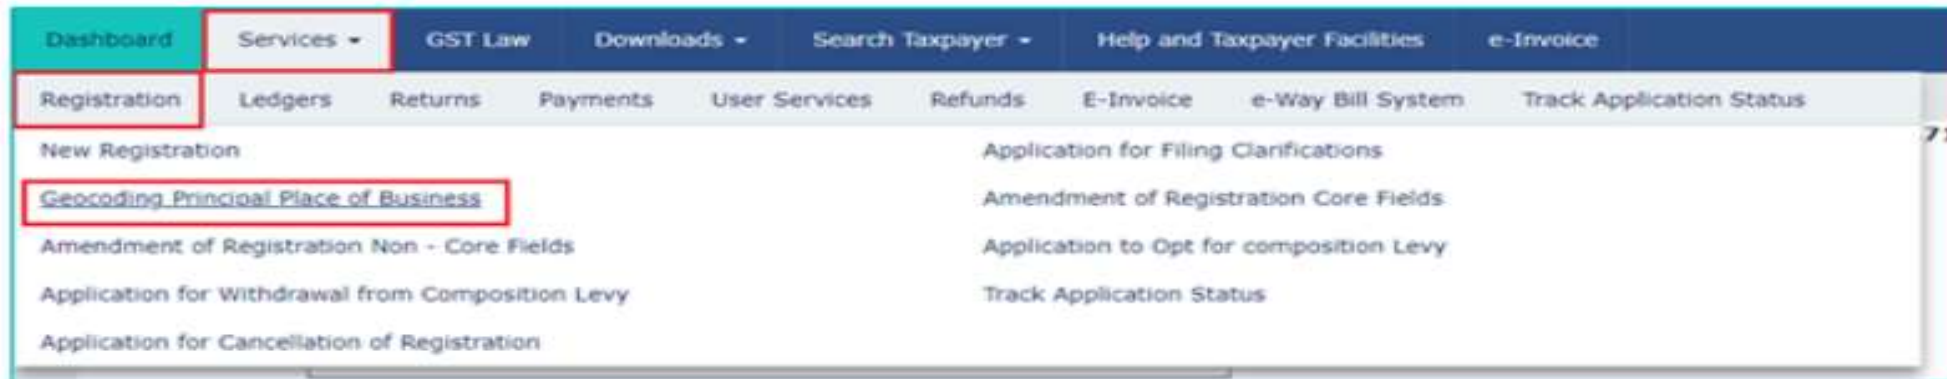 Dashboard Services GST Law Downloads Search Taxpayer Help and Taxpayer Facilities e-Invoice
Registration Ledgers Returns Payments User Services Refunds E-Invoice e-Way Bill System Track Application Status
New Registration Application for Filing Clarifications
Geocoding Principal Place of Business Amendment of Registration Core Fields
Amendment of Registration Non - Core Fields Application to Opt for composition Levy
Application for Withdrawal from Composition Levy Track Application Status
Application for Cancellation of Registration